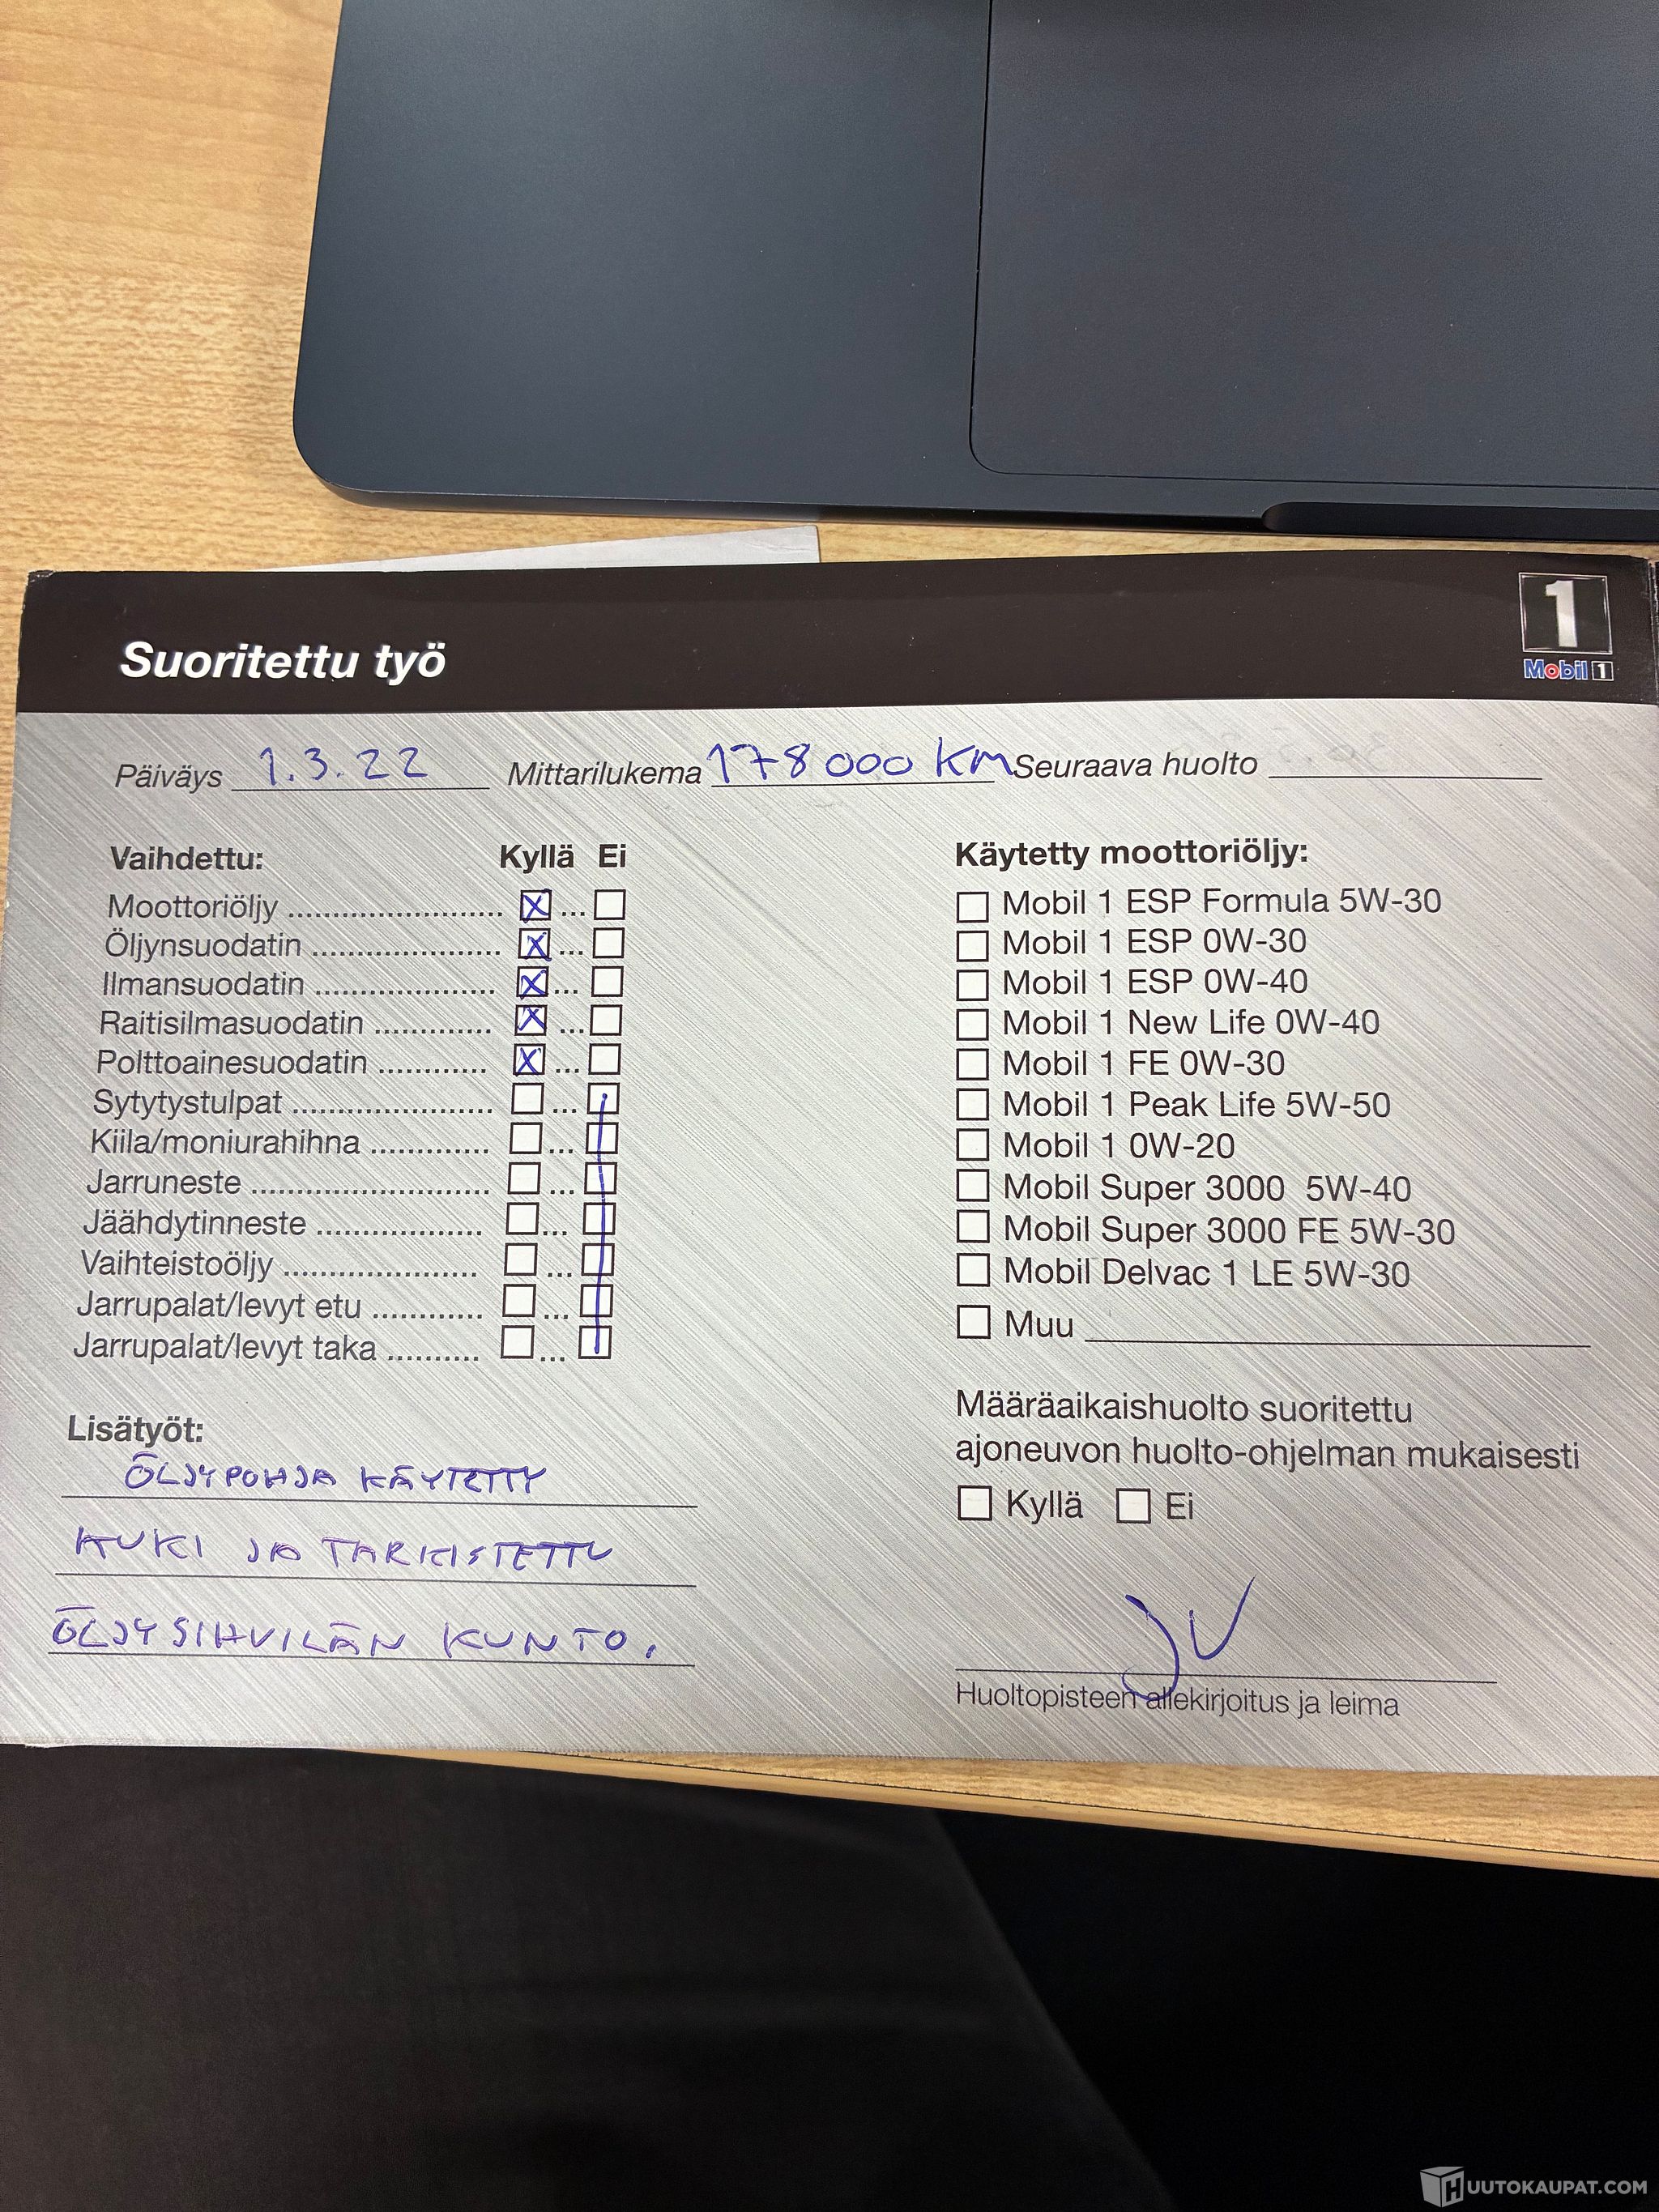 1
Mobil 1
Suoritettu työ
Päiväys 1.3.22 Mittarilukema 178000 KM Seuraava huolto
Vaihdettu: Kyllä Ei
Moottoriöljy
Öljynsuodatin
Ilmansuodatin
Raitisilmasuodatin
Polttoainesuodatin
Sytytystulpat
Kiila/moniurahihna
Jarruneste
Jäähdytinneste
Vaihteistoöljy
Jarrupalat/levyt etu
Jarrupalat/levyt taka
Lisätyöt:
ÖLJYPOHJA KÄYTETTY
AUKI JA TARKISTETTU
ÖLJYSIHVILÄN KUNTO.
Käytetty moottoriöljy:
Mobil 1 ESP Formula 5W-30
Mobil 1 ESP 0W-30
Mobil 1 ESP 0W-40
Mobil 1 New Life 0W-40
Mobil 1 FE 0W-30
Mobil 1 Peak Life 5W-50
Mobil 1 0W-20
Mobil Super 3000 5W-40
Mobil Super 3000 FE 5W-30
Mobil Delvac 1 LE 5W-30
Muu
Määräaikaishuolto suoritettu
ajoneuvon huolto-ohjelman mukaisesti
Kyllä Ei
JV
Huoltopisteen allekirjoitus ja leima
HUUTOKAUPAT.COM